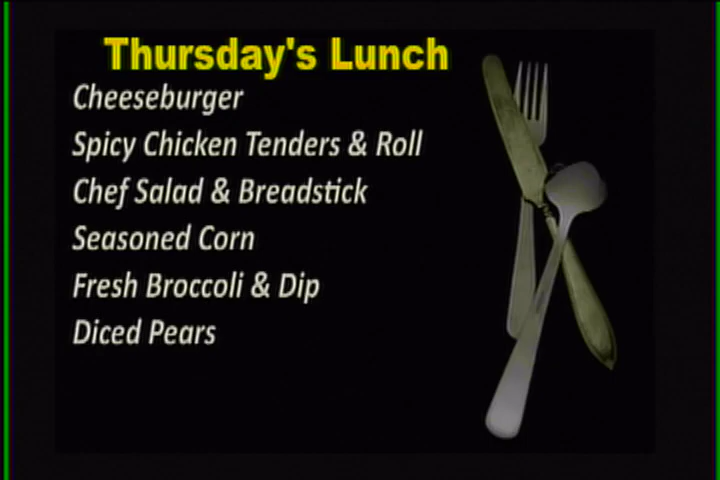 Thursday's Lunch
Cheeseburger
Spicy Chicken Tenders & Roll
Chef Salad & Breadstick
Seasoned Corn
Fresh Broccoli & Dip
Diced Pears